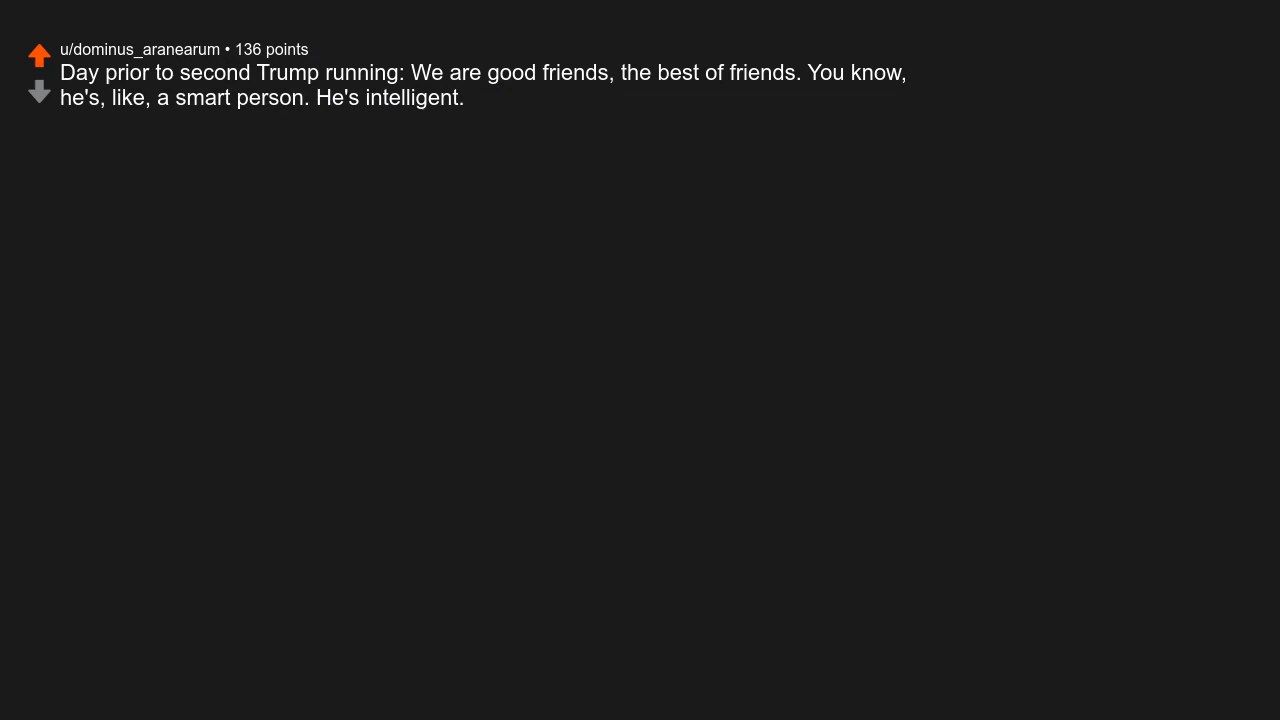 u/dominus_aranearum • 136 points
Day prior to second Trump running: We are good friends, the best of friends. You know,
he's, like, a smart person. He's intelligent.